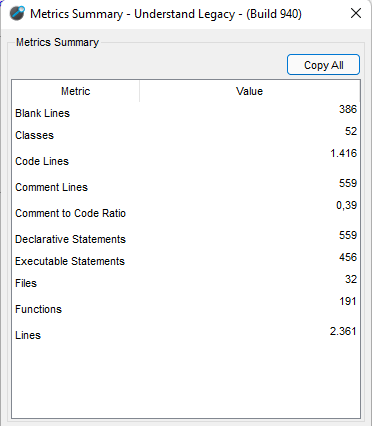 Metrics Summary - Understand Legacy - (Build 940)
Metrics Summary
Copy All
Metric Value
Blank Lines 386
Classes 52
Code Lines 1.416
Comment Lines 559
Comment to Code Ratio 0,39
Declarative Statements 559
Executable Statements 456
Files 32
Functions 191
Lines 2.361